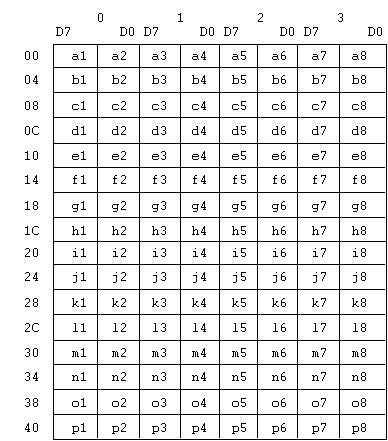 0 1 2 3
D7 D0 D7 D0 D7 D0 D7 D0
00 a1 a2 a3 a4 a5 a6 a7 a8
04 b1 b2 b3 b4 b5 b6 b7 b8
08 c1 c2 c3 c4 c5 c6 c7 c8
0C d1 d2 d3 d4 d5 d6 d7 d8
10 e1 e2 e3 e4 e5 e6 e7 e8
14 f1 f2 f3 f4 f5 f6 f7 f8
18 g1 g2 g3 g4 g5 g6 g7 g8
1C h1 h2 h3 h4 h5 h6 h7 h8
20 i1 i2 i3 i4 i5 i6 i7 i8
24 j1 j2 j3 j4 j5 j6 j7 j8
28 k1 k2 k3 k4 k5 k6 k7 k8
2C l1 l2 l3 l4 l5 l6 l7 l8
30 m1 m2 m3 m4 m5 m6 m7 m8
34 n1 n2 n3 n4 n5 n6 n7 n8
38 o1 o2 o3 o4 o5 o6 o7 o8
40 p1 p2 p3 p4 p5 p6 p7 p8